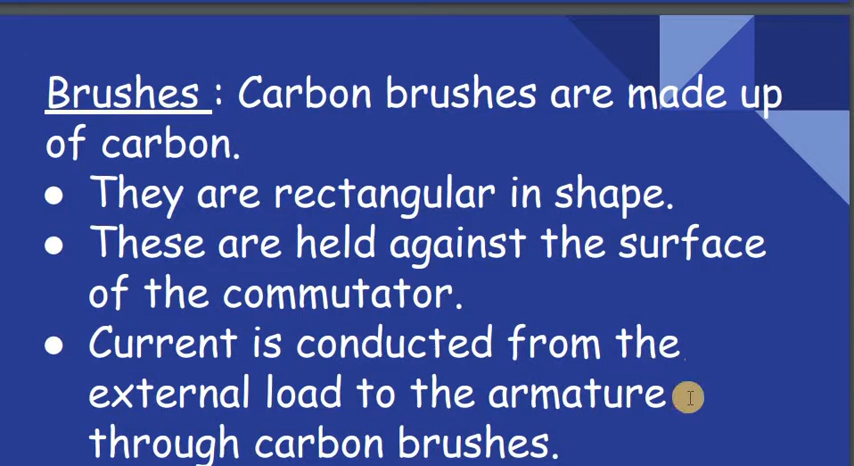 Brushes : Carbon brushes are made up
of carbon.
● They are rectangular in shape.
● These are held against the surface
of the commutator.
● Current is conducted from the
external load to the armature
through carbon brushes.